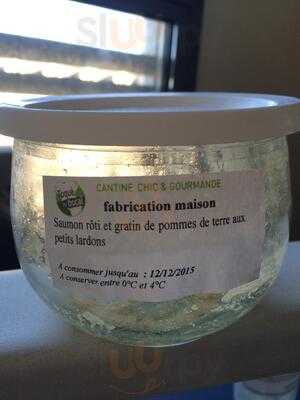 CANTINE CHIC & GOURMANDE
fabrication maison
Saumon rôti et gratin de pommes de terre aux
petits lardons
A consommer jusqu'au : 12/12/2015
A conserver entre 0°C et 4°C